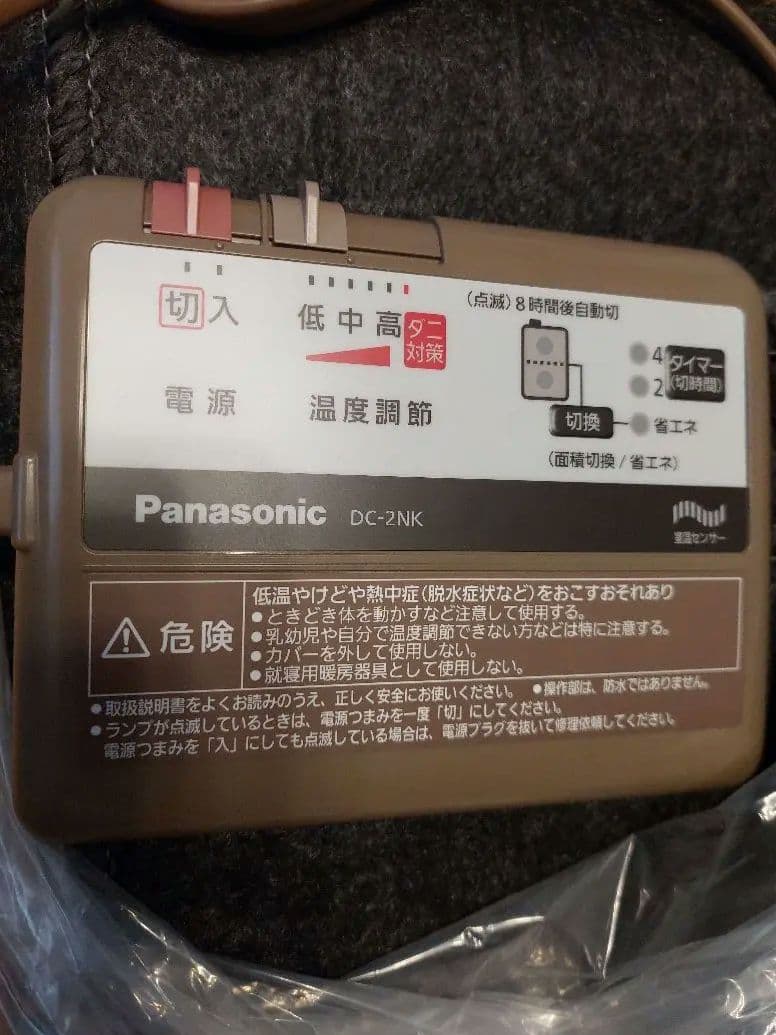 切 入
低 中 高 ダニ対策
電源
温度調節
(点滅)8時間後自動切
4
2
タイマー
(切時間)
切換
省エネ
(面積切換/省エネ)
Panasonic DC-2NK
室温センサー
危険
低温やけどや熱中症(脱水症状など)をおこすおそれあり
●ときどき体を動かすなど注意して使用する。
●乳幼児や自分で温度調節できない方などは特に注意する。
●カバーを外して使用しない。
●就寝用暖房器具として使用しない。
●取扱説明書をよくお読みのうえ、正しく安全にお使いください。 ●操作部は、防水ではありません。
●ランプが点滅しているときは、電源つまみを一度「切」にしてください。
電源つまみを「入」にしても点滅している場合は、電源プラグを抜いて修理依頼してください。